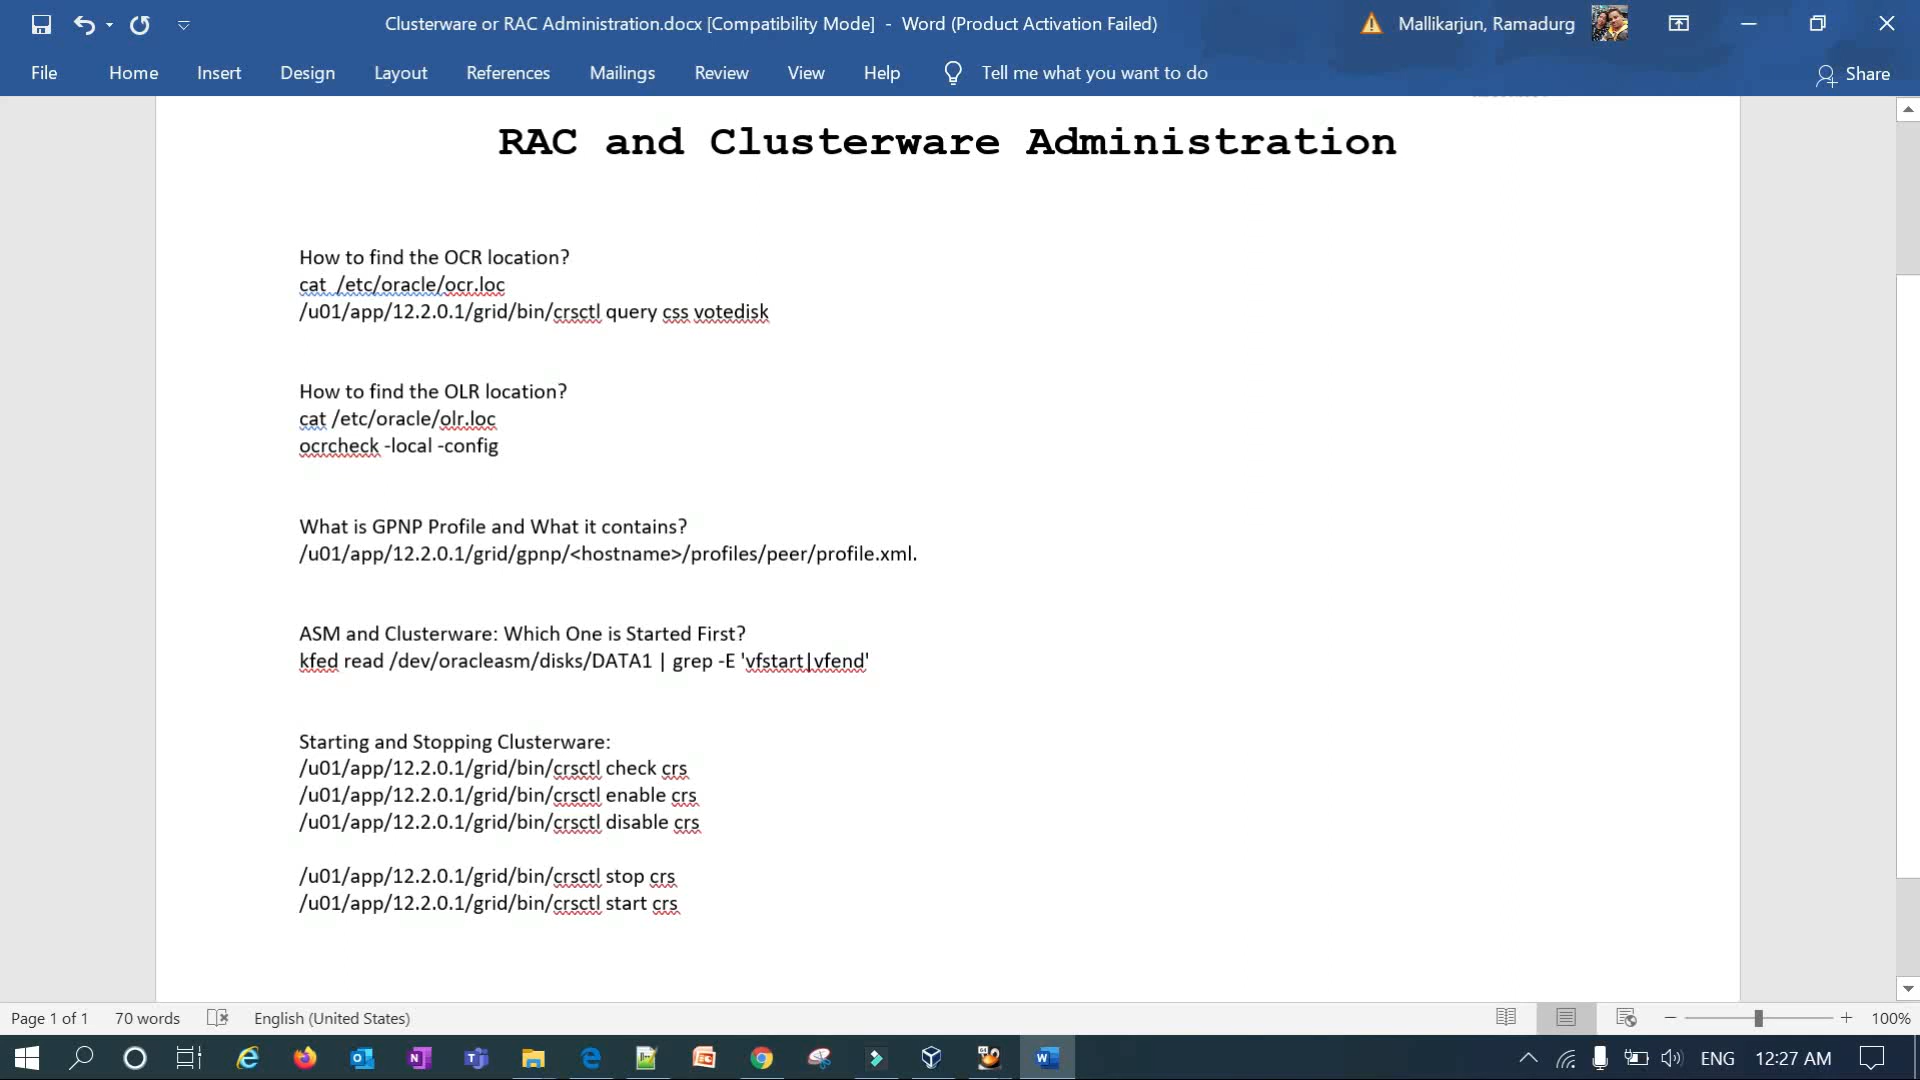 Clusterware or RAC Administration.docx [Compatibility Mode] - Word (Product Activation Failed)
Mallikarjun, Ramadurg
File Home Insert Design Layout References Mailings Review View Help Tell me what you want to do
Share
RAC and Clusterware Administration
How to find the OCR location?
cat /etc/oracle/ocr.loc
/u01/app/12.2.0.1/grid/bin/crsctl query css votedisk
How to find the OLR location?
cat /etc/oracle/olr.loc
ocrcheck -local -config
What is GPNP Profile and What it contains?
/u01/app/12.2.0.1/grid/gpnp/<hostname>/profiles/peer/profile.xml.
ASM and Clusterware: Which One is Started First?
kfed read /dev/oracleasm/disks/DATA1 | grep -E 'vfstart|vfend'
Starting and Stopping Clusterware:
/u01/app/12.2.0.1/grid/bin/crsctl check crs
/u01/app/12.2.0.1/grid/bin/crsctl enable crs
/u01/app/12.2.0.1/grid/bin/crsctl disable crs
/u01/app/12.2.0.1/grid/bin/crsctl stop crs
/u01/app/12.2.0.1/grid/bin/crsctl start crs
Page 1 of 1 70 words English (United States)
100%
ENG 12:27 AM